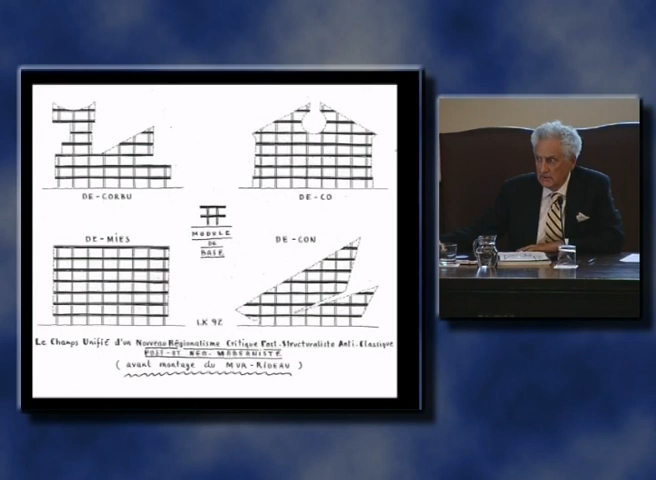 DE-CORBU
DE-CO
DE-MIES
MODULE
DE
BASE
DE-CON
LK 92
Le Champs Unifié d'un Nouveau Régionalisme Critique Post-Structuraliste Anti-Classique
POST- ET NEO-MODERNISTE
( avant montage du MUR-RIDEAU )